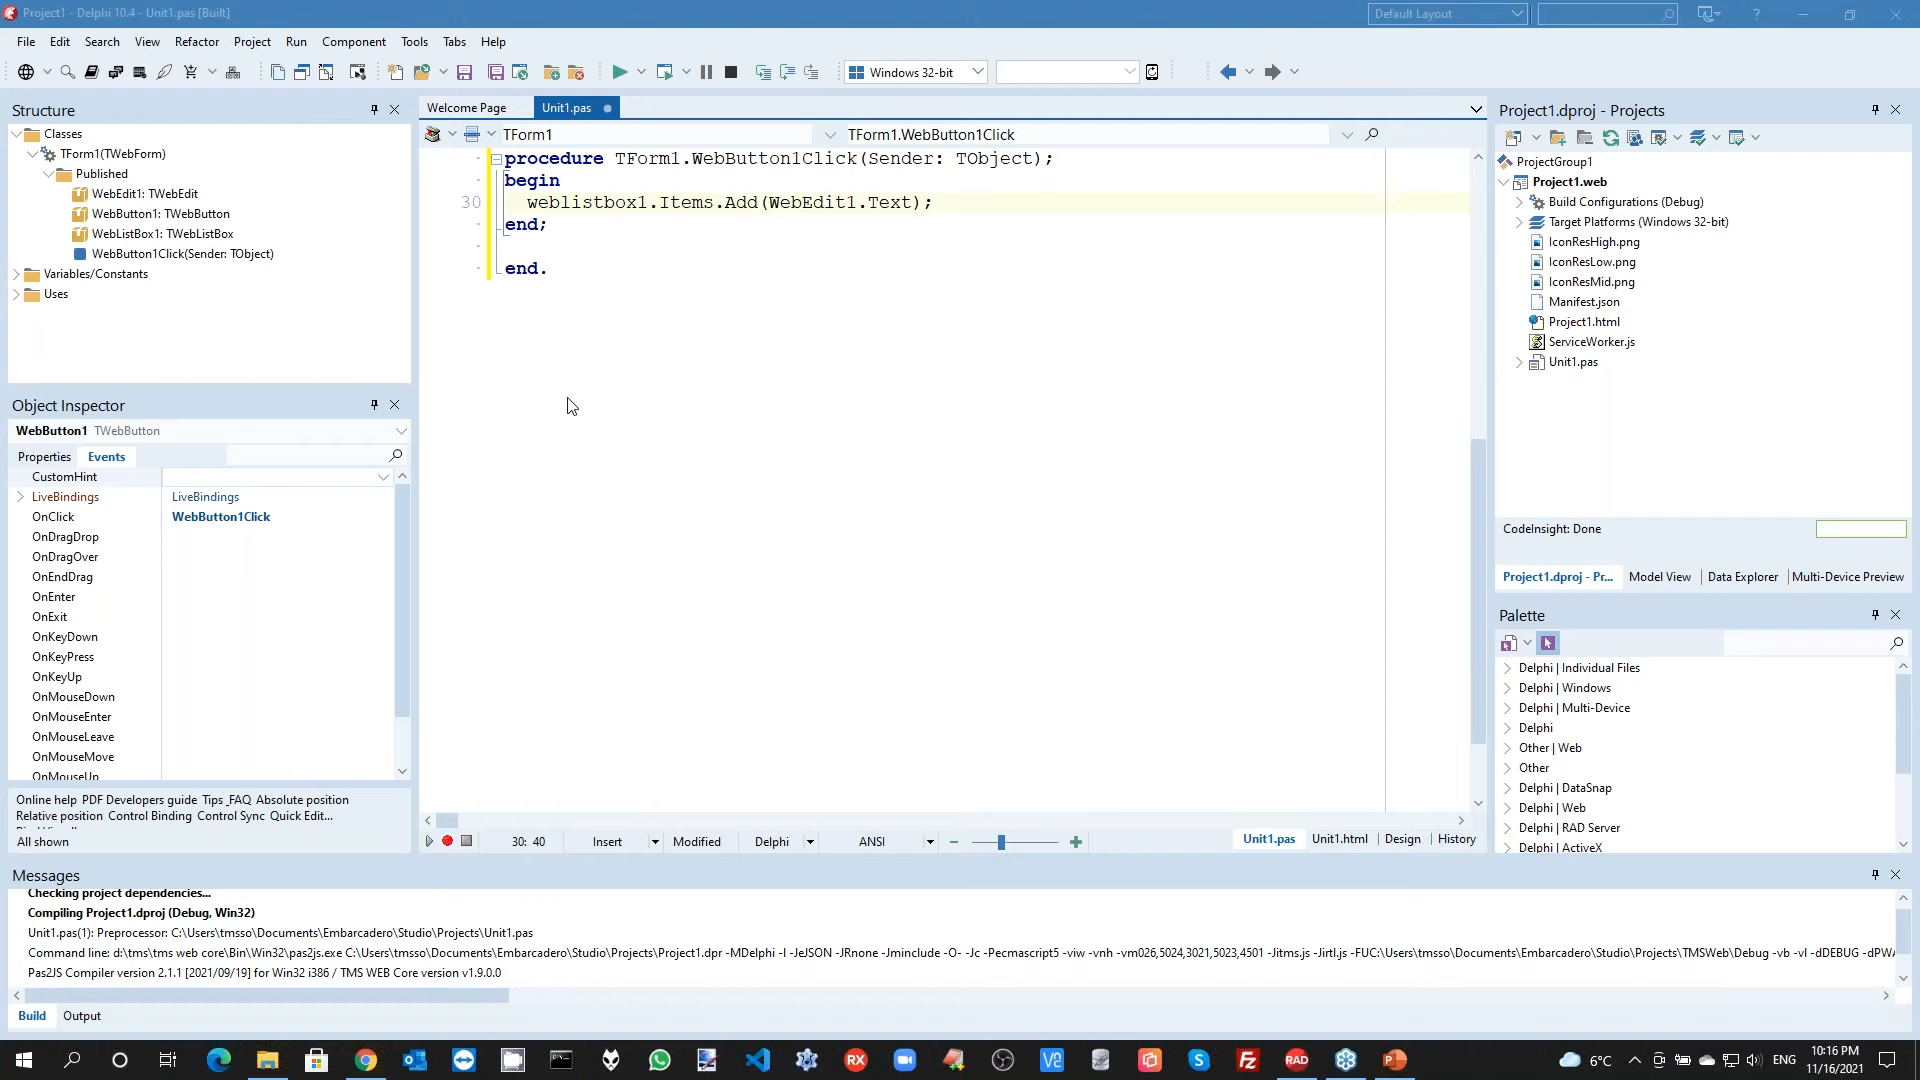 Project1 - Delphi 10.4 - Unit1.pas [Built]
Default Layout
File Edit Search View Refactor Project Run Component Tools Tabs Help
Windows 32-bit
Structure
Classes
TForm1(TWebForm)
Published
WebEdit1: TWebEdit
WebButton1: TWebButton
WebListBox1: TWebListBox
WebButton1Click(Sender: TObject)
Variables/Constants
Uses
Object Inspector
WebButton1 TWebButton
Properties Events
CustomHint
LiveBindings LiveBindings
OnClick WebButton1Click
OnDragDrop
OnDragOver
OnEndDrag
OnEnter
OnExit
OnKeyDown
OnKeyPress
OnKeyUp
OnMouseDown
OnMouseEnter
OnMouseLeave
OnMouseMove
OnMouseUp
Online help PDF Developers guide Tips FAQ Absolute position
Relative position Control Binding Control Sync Quick Edit...
All shown
Welcome Page Unit1.pas
TForm1 TForm1.WebButton1Click
procedure TForm1.WebButton1Click(Sender: TObject);
begin
30 weblistbox1.Items.Add(WebEdit1.Text);
end;
end.
30: 40 Insert Modified Delphi ANSI Unit1.pas Unit1.html Design History
Project1.dproj - Projects
ProjectGroup1
Project1.web
Build Configurations (Debug)
Target Platforms (Windows 32-bit)
IconResHigh.png
IconResLow.png
IconResMid.png
Manifest.json
Project1.html
ServiceWorker.js
Unit1.pas
CodeInsight: Done
Project1.dproj - Pr... Model View Data Explorer Multi-Device Preview
Palette
Delphi | Individual Files
Delphi | Windows
Delphi | Multi-Device
Delphi
Other | Web
Other
Delphi | DataSnap
Delphi | Web
Delphi | RAD Server
Delphi | ActiveX
Messages
Checking project dependencies...
Compiling Project1.dproj (Debug, Win32)
Unit1.pas(1): Preprocessor: C:\Users\tmsso\Documents\Embarcadero\Studio\Projects\Unit1.pas
Command line: d:\tms\tms web core\Bin\Win32\pas2js.exe C:\Users\tmsso\Documents\Embarcadero\Studio\Projects\Project1.dpr -MDelphi -l -JeJSON -JRnone -Jminclude -O- -Jc -Pecmascript5 -viw -vnh -vm026,5024,3021,5023,4501 -Jitms.js -Jirtl.js -FUC:\Users\tmsso\Documents\Embarcadero\Studio\Projects\TMSWeb\Debug -vb -vl -dDEBUG -dPWA
Pas2JS Compiler version 2.1.1 [2021/09/19] for Win32 i386 / TMS WEB Core version v1.9.0.0
Build Output
6°C ENG 10:16 PM
11/16/2021